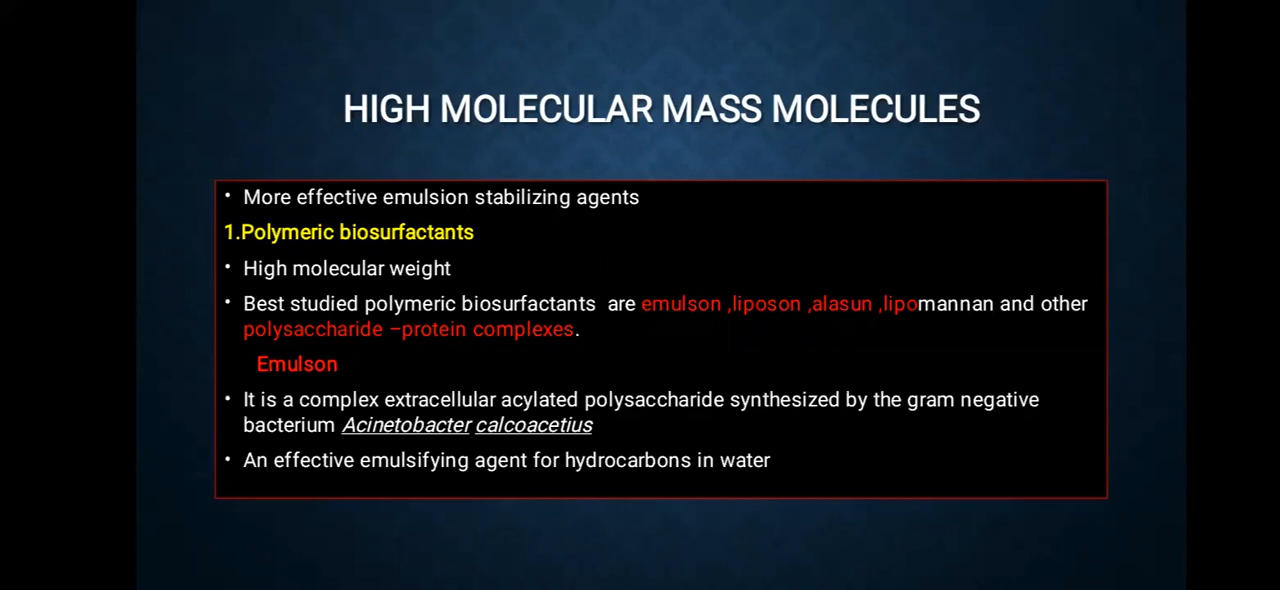 HIGH MOLECULAR MASS MOLECULES
• More effective emulsion stabilizing agents
1.Polymeric biosurfactants
• High molecular weight
• Best studied polymeric biosurfactants are emulson ,liposon ,alasun ,lipomannan and other
polysaccharide –protein complexes.
Emulson
• It is a complex extracellular acylated polysaccharide synthesized by the gram negative
bacterium Acinetobacter calcoacetius
• An effective emulsifying agent for hydrocarbons in water